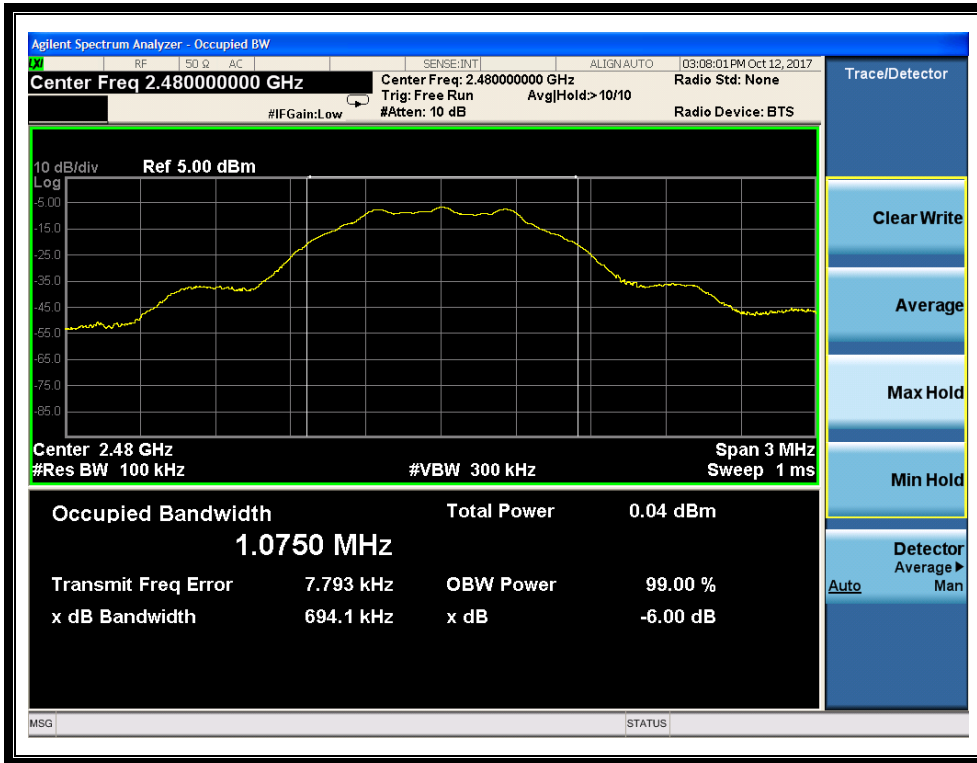 Agilent Spectrum Analyzer - Occupied BW
LXI RF 50 Ω AC SENSE:INT ALIGNAUTO 03:08:01 PM Oct 12, 2017
Center Freq 2.480000000 GHz
#IFGain:Low
Center Freq: 2.480000000 GHz
Trig: Free Run Avg|Hold:> 10/10
#Atten: 10 dB
Radio Std: None
Radio Device: BTS
10 dB/div Ref 5.00 dBm
Log
-5.00
-15.0
-25.0
-35.0
-45.0
-55.0
-65.0
-75.0
-85.0
Center 2.48 GHz Span 3 MHz
#Res BW 100 kHz #VBW 300 kHz Sweep 1 ms
Occupied Bandwidth Total Power 0.04 dBm
1.0750 MHz
Transmit Freq Error 7.793 kHz OBW Power 99.00 %
x dB Bandwidth 694.1 kHz x dB -6.00 dB
MSG STATUS
Trace/Detector
Clear Write
Average
Max Hold
Min Hold
Detector
Average▶
Auto Man